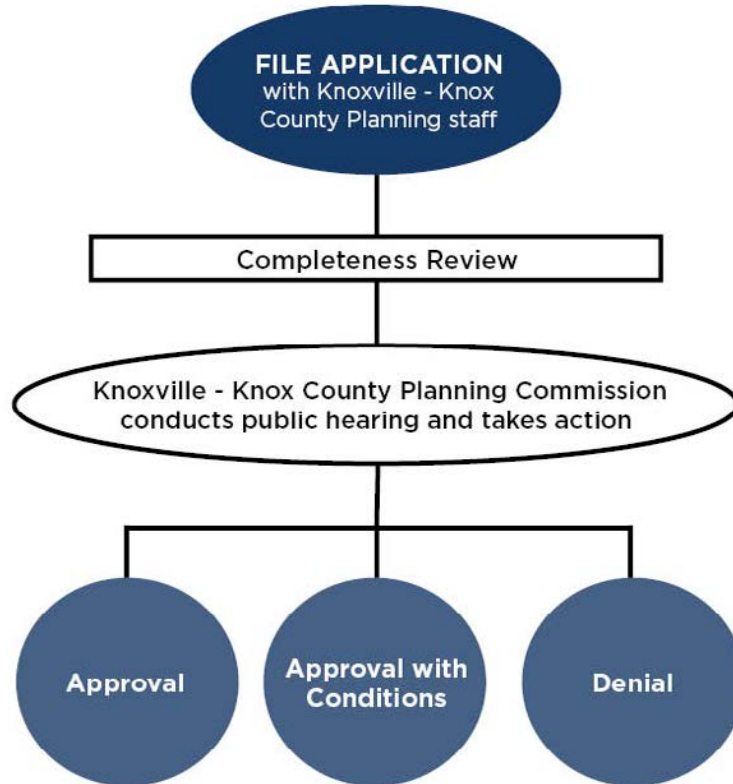 FILE APPLICATION
with Knoxville - Knox
County Planning staff
Completeness Review
Knoxville - Knox County Planning Commission
conducts public hearing and takes action
Approval
Approval with
Conditions
Denial